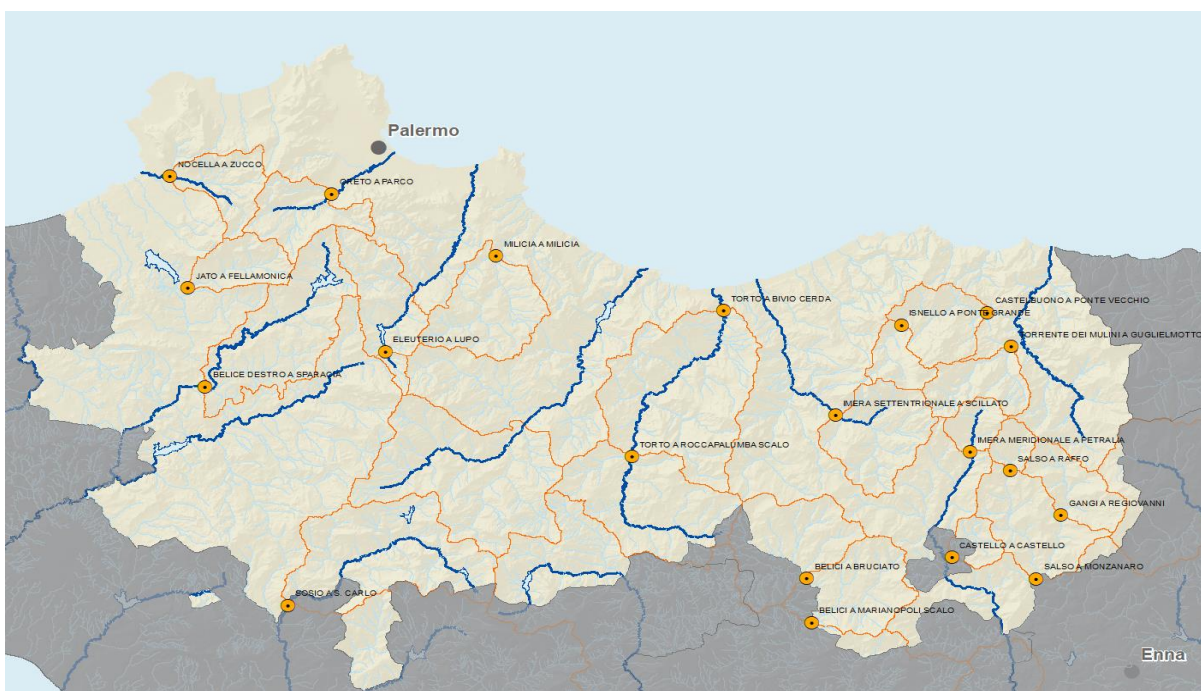 Palermo
NOCELLA A ZUCCO
ORETO A PARCO
MILICIA A MILICIA
JATO A FELLAMONICA
TORTO A BIVIO CERDA
CASTELBUONO A PONTE VECCHIO
ISNELLO A PONTE GRANDE
TORRENTE DEI MULINI A GUGLIELMOTTO
ELEUTERIO A LUPO
BELICE DESTRO A SPARACIA
IMERA SETTENTRIONALE A SCILLATO
IMERA MERIDIONALE A PETRALIA
TORTO A ROCCAPALUMBA SCALO
SALSO A RAFFO
GANGI A REGIOVANNI
CASTELLO A CASTELLO
BELICI A BRUCIATO
SALSO A MONZANARO
SOSIO A S. CARLO
BELICI A MARIANOPOLI SCALO
Enna